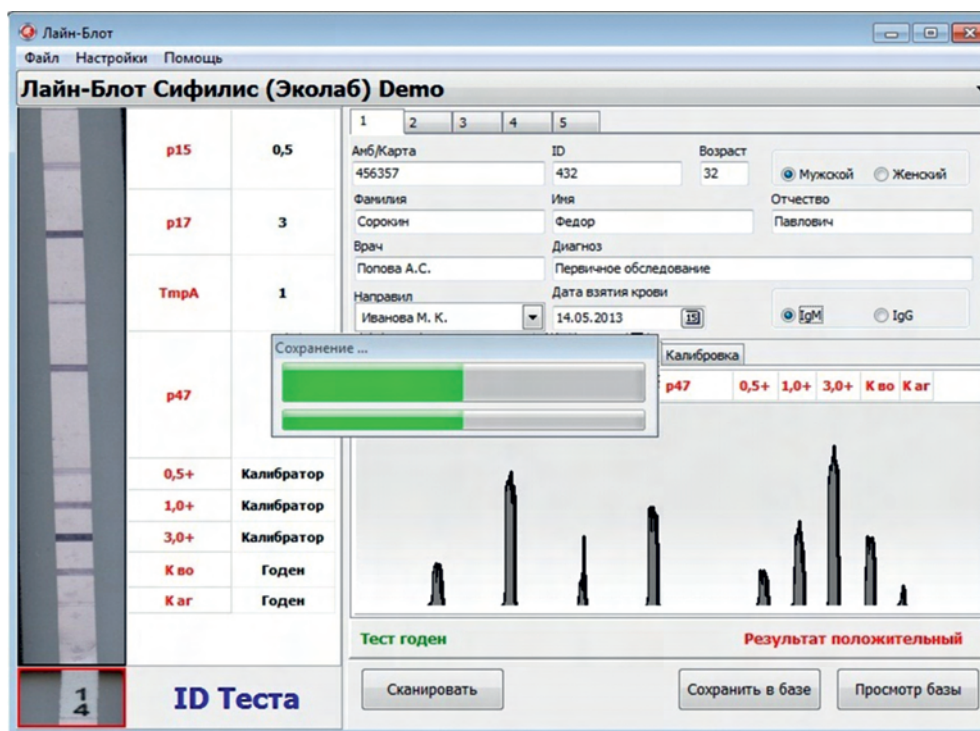 Лайн-Блот
Файл Настройки Помощь
Лайн-Блот Сифилис (Эколаб) Demo
p15 0,5
p17 3
TmpA 1
p47
0,5+ Калибратор
1,0+ Калибратор
3,0+ Калибратор
К во Годен
К аг Годен
1
4
ID Теста
1 2 3 4 5
Анб/Карта ID Возраст
456357 432 32 Мужской Женский
Фамилия Имя Отчество
Сорокин Федор Павлович
Врач Диагноз
Попова А.С. Первичное обследование
Направил Дата взятия крови
Иванова М. К. 14.05.2013 15 IgM IgG
Сохранение ...
Калибровка
p47 0,5+ 1,0+ 3,0+ К во К аг
Тест годен Результат положительный
Сканировать Сохранить в базе Просмотр базы